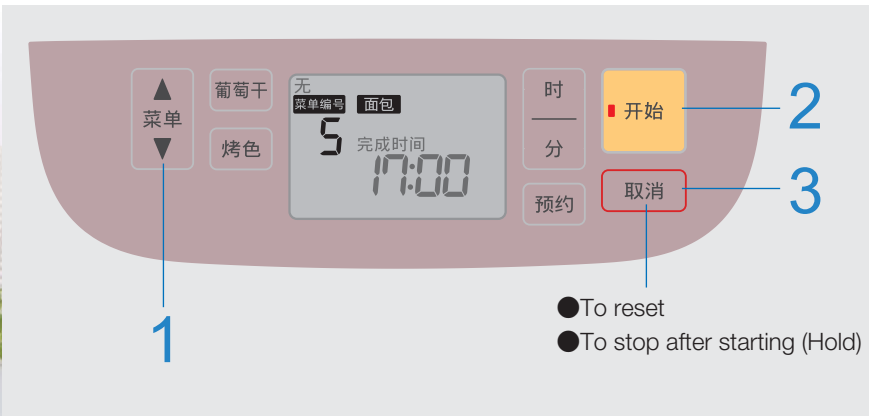 ▲
菜单
▼
葡萄干
烤色
无
菜单编号 面包
5
完成时间
17:00
时
分
预约
开始
取消
1
2
3
●To reset
●To stop after starting (Hold)